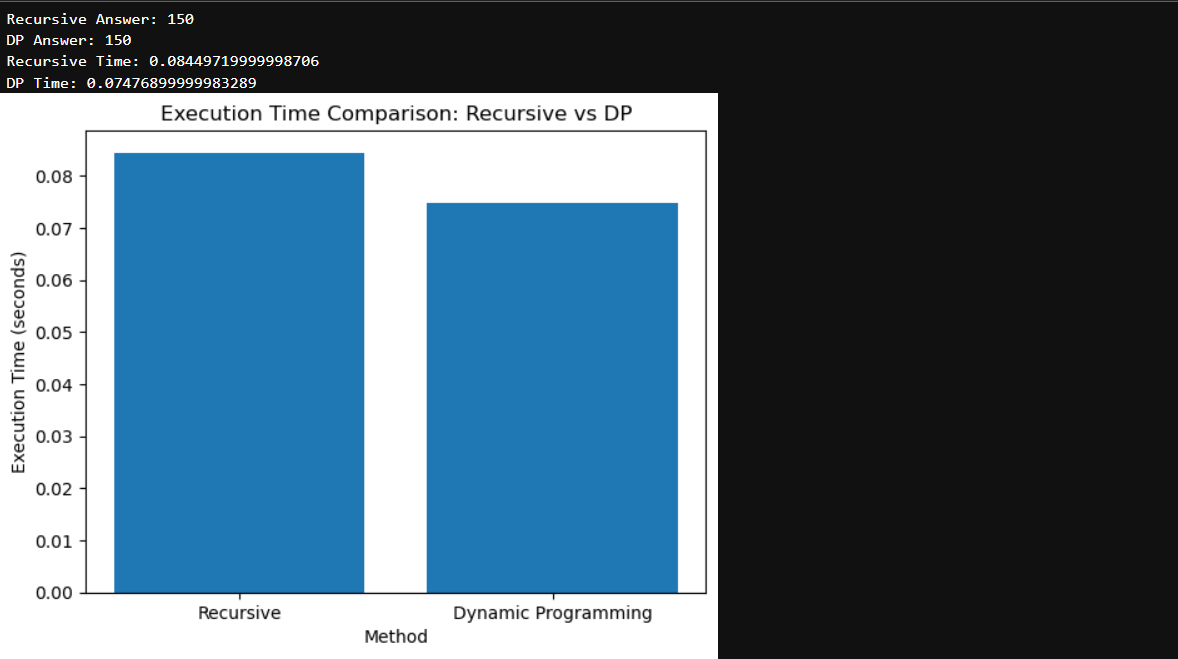 Recursive Answer: 150
DP Answer: 150
Recursive Time: 0.08449719999998706
DP Time: 0.07476899999983289
Execution Time Comparison: Recursive vs DP
0.08
0.07
0.06
0.05
0.04
0.03
0.02
0.01
0.00
Execution Time (seconds)
Recursive
Dynamic Programming
Method